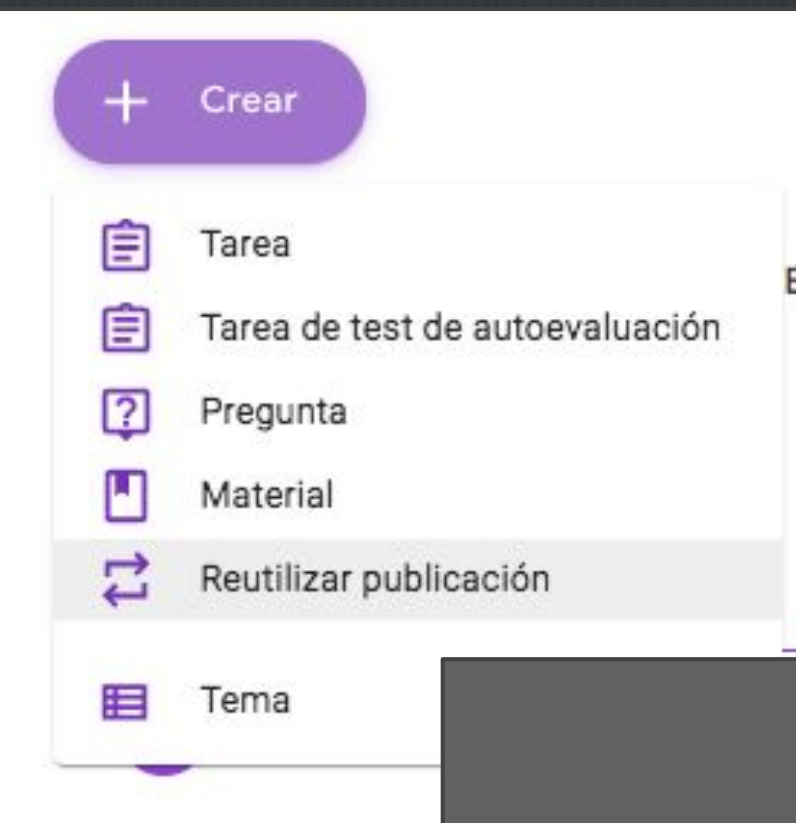 Crear
Tarea
Tarea de test de autoevaluación
Pregunta
Material
Reutilizar publicación
Tema